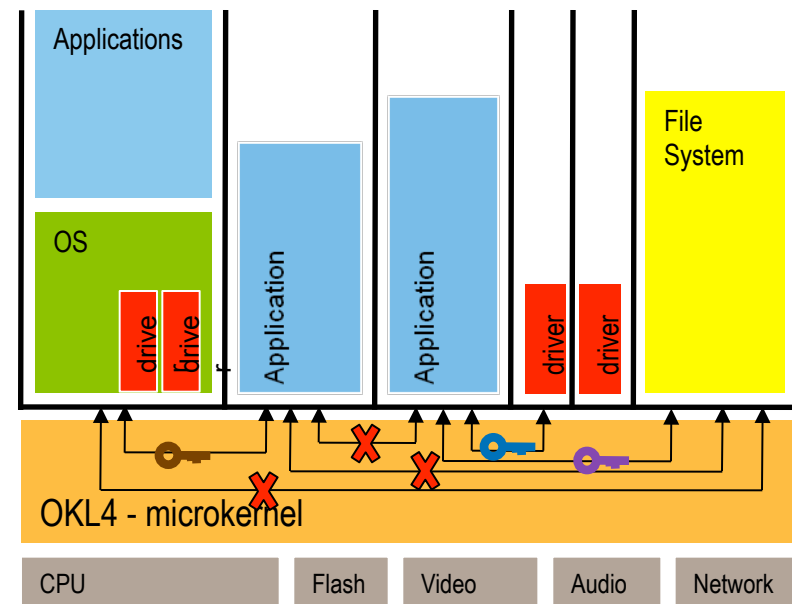 Applications
OS
drive
r
drive
r
Application
Application
driver
driver
File
System
OKL4 - microkernel
CPU
Flash
Video
Audio
Network